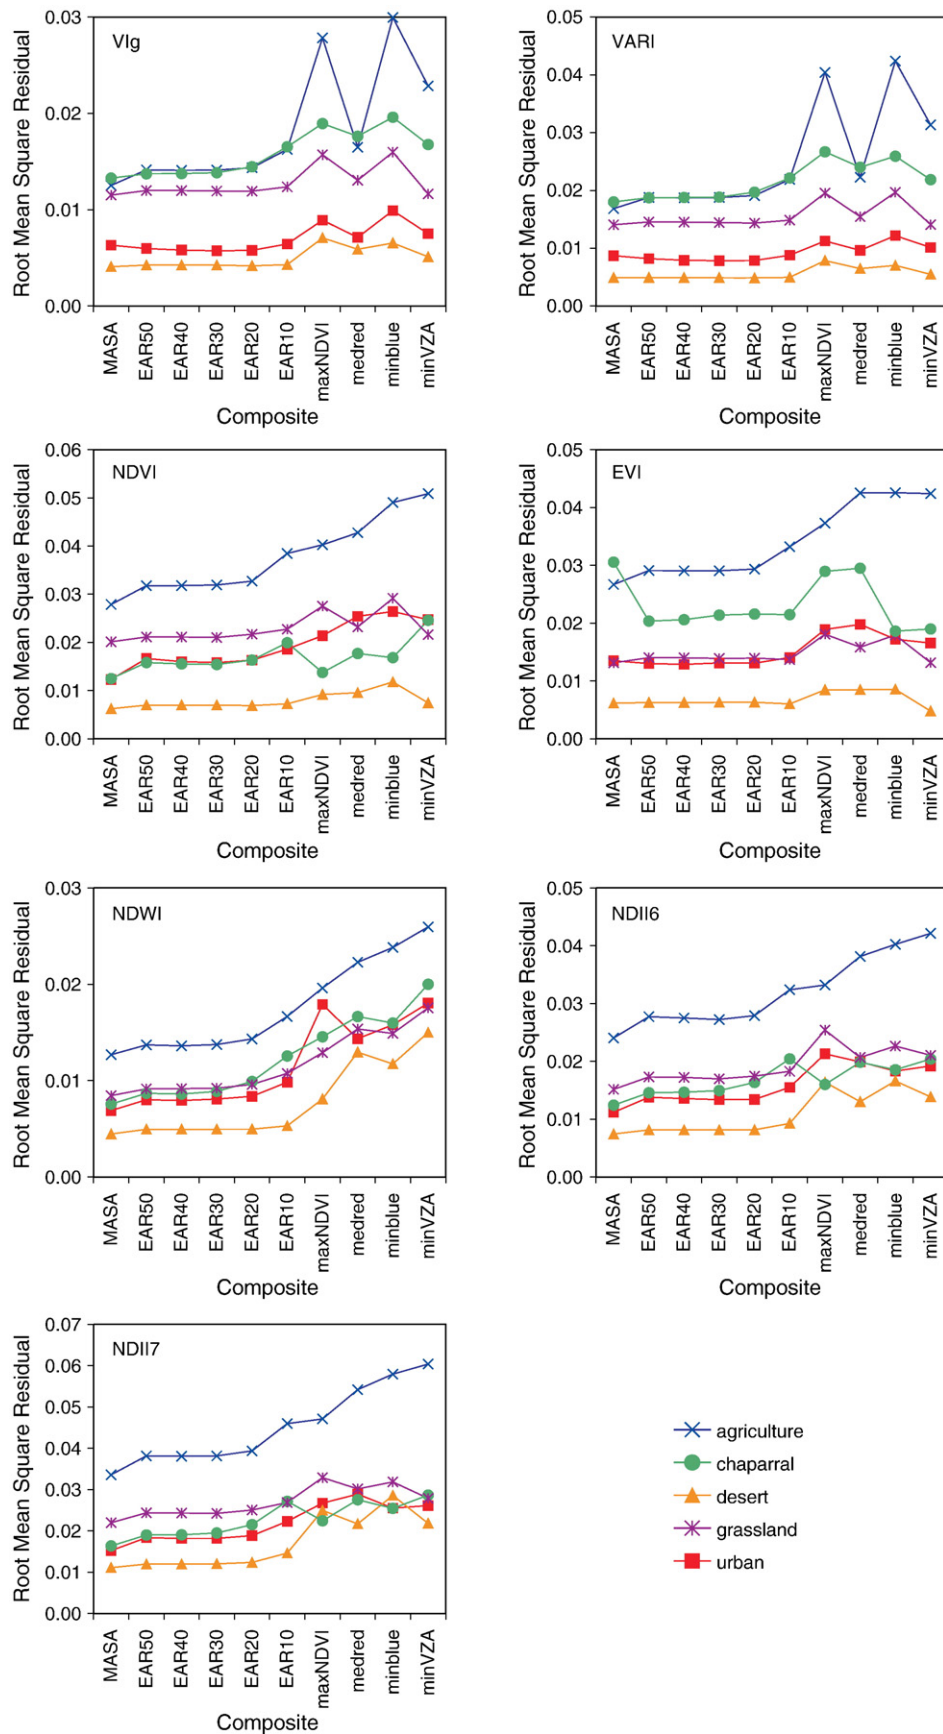 VIg
Root Mean Square Residual
0.03
0.02
0.01
0.00
MASA
EAR50
EAR40
EAR30
EAR20
EAR10
maxNDVI
medred
minblue
minVZA
Composite
VARI
Root Mean Square Residual
0.05
0.04
0.03
0.02
0.01
0.00
MASA
EAR50
EAR40
EAR30
EAR20
EAR10
maxNDVI
medred
minblue
minVZA
Composite
NDVI
Root Mean Square Residual
0.06
0.05
0.04
0.03
0.02
0.01
0.00
MASA
EAR50
EAR40
EAR30
EAR20
EAR10
maxNDVI
medred
minblue
minVZA
Composite
EVI
Root Mean Square Residual
0.05
0.04
0.03
0.02
0.01
0.00
MASA
EAR50
EAR40
EAR30
EAR20
EAR10
maxNDVI
medred
minblue
minVZA
Composite
NDWI
Root Mean Square Residual
0.03
0.02
0.01
0.00
MASA
EAR50
EAR40
EAR30
EAR20
EAR10
maxNDVI
medred
minblue
minVZA
Composite
NDII6
Root Mean Square Residual
0.05
0.04
0.03
0.02
0.01
0.00
MASA
EAR50
EAR40
EAR30
EAR20
EAR10
maxNDVI
medred
minblue
minVZA
Composite
NDII7
Root Mean Square Residual
0.07
0.06
0.05
0.04
0.03
0.02
0.01
0.00
MASA
EAR50
EAR40
EAR30
EAR20
EAR10
maxNDVI
medred
minblue
minVZA
Composite
agriculture
chaparral
desert
grassland
urban